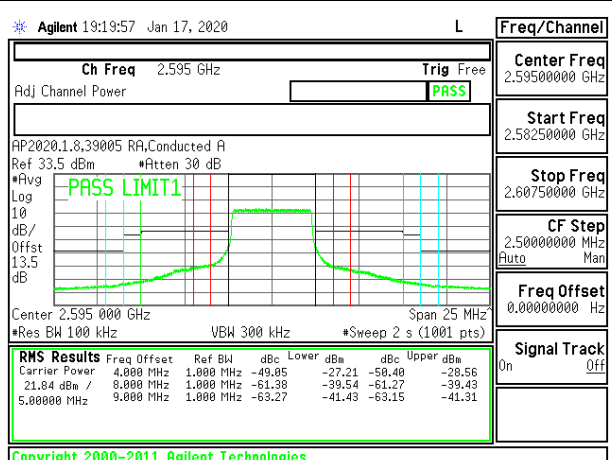 Agilent 19:19:57 Jan 17, 2020 L Freq/Channel
Ch Freq 2.595 GHz Trig Free
Adj Channel Power PASS
AP2020.1.8,39005 RA,Conducted A
Ref 33.5 dBm #Atten 30 dB
#Avg
Log
10
dB/
Offst
13.5
dB
PASS LIMIT1
Center 2.595 000 GHz Span 25 MHz^
#Res BW 100 kHz VBW 300 kHz #Sweep 2 s (1001 pts)
RMS Results Freq Offset Ref BW dBc Lower dBm dBc Upper dBm
Carrier Power 4.000 MHz 1.000 MHz -49.05 -27.21 -50.40 -28.56
21.84 dBm / 8.000 MHz 1.000 MHz -61.38 -39.54 -61.27 -39.43
5.00000 MHz 9.000 MHz 1.000 MHz -63.27 -41.43 -63.15 -41.31
Copyright 2000-2011 Agilent Technologies
Center Freq
2.59500000 GHz
Start Freq
2.58250000 GHz
Stop Freq
2.60750000 GHz
CF Step
2.50000000 MHz
Auto Man
Freq Offset
0.00000000 Hz
Signal Track
On Off